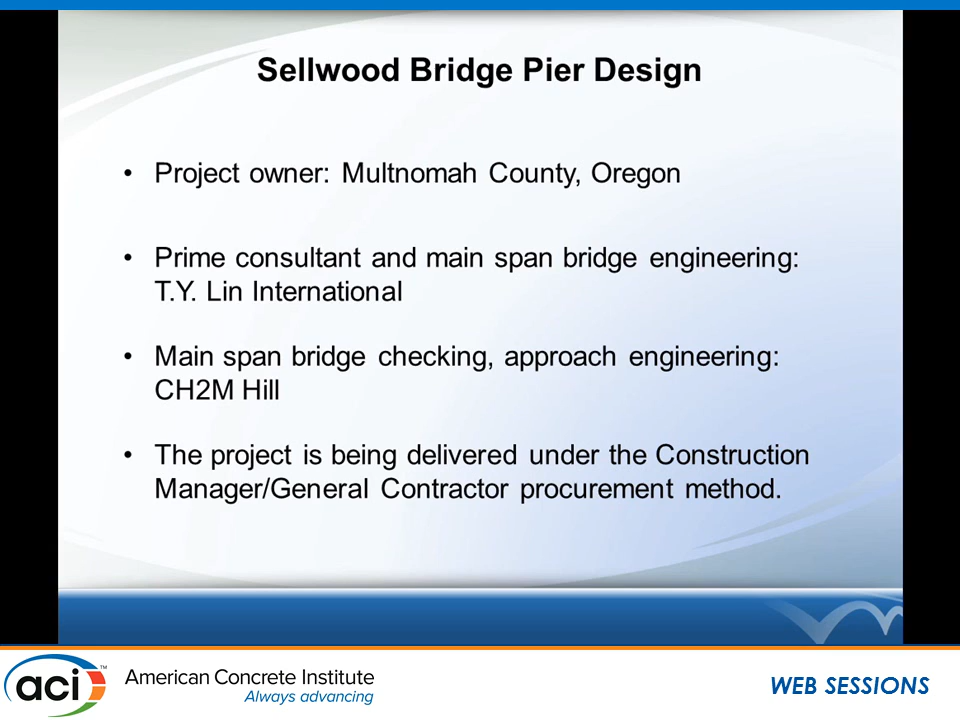 Sellwood Bridge Pier Design
• Project owner: Multnomah County, Oregon
• Prime consultant and main span bridge engineering:
T.Y. Lin International
• Main span bridge checking, approach engineering:
CH2M Hill
• The project is being delivered under the Construction
Manager/General Contractor procurement method.
aci™
American Concrete Institute
Always advancing
WEB SESSIONS